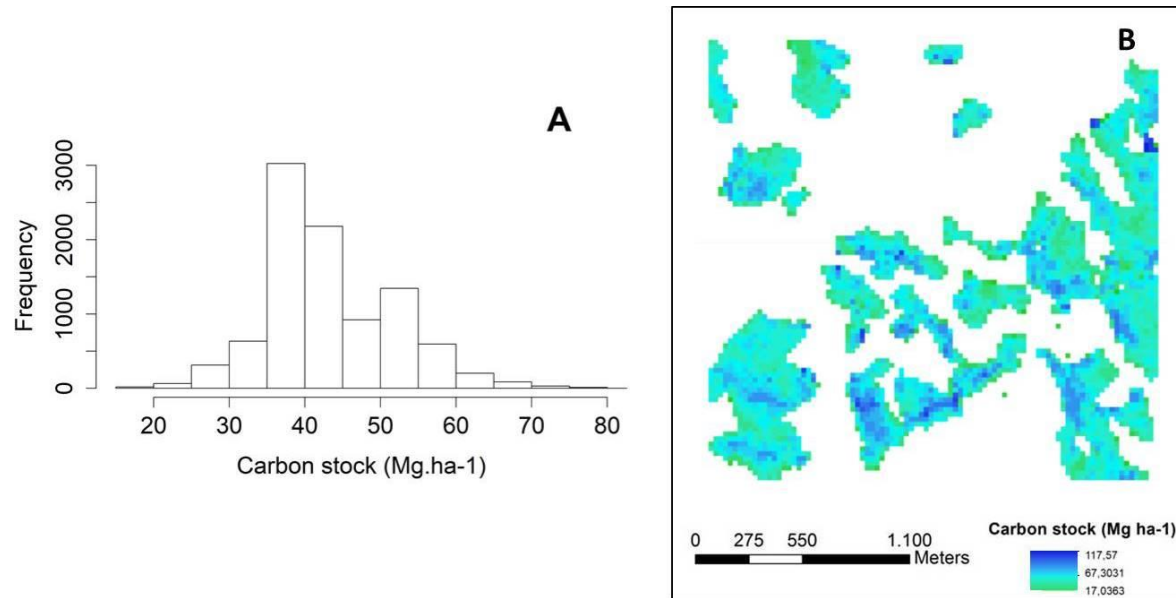 A
Frequency
3000
2000
1000
0
20 30 40 50 60 70 80
Carbon stock (Mg.ha-1)
B
0 275 550 1.100
Meters
Carbon stock (Mg ha-1)
117,57
67,3031
17,0363